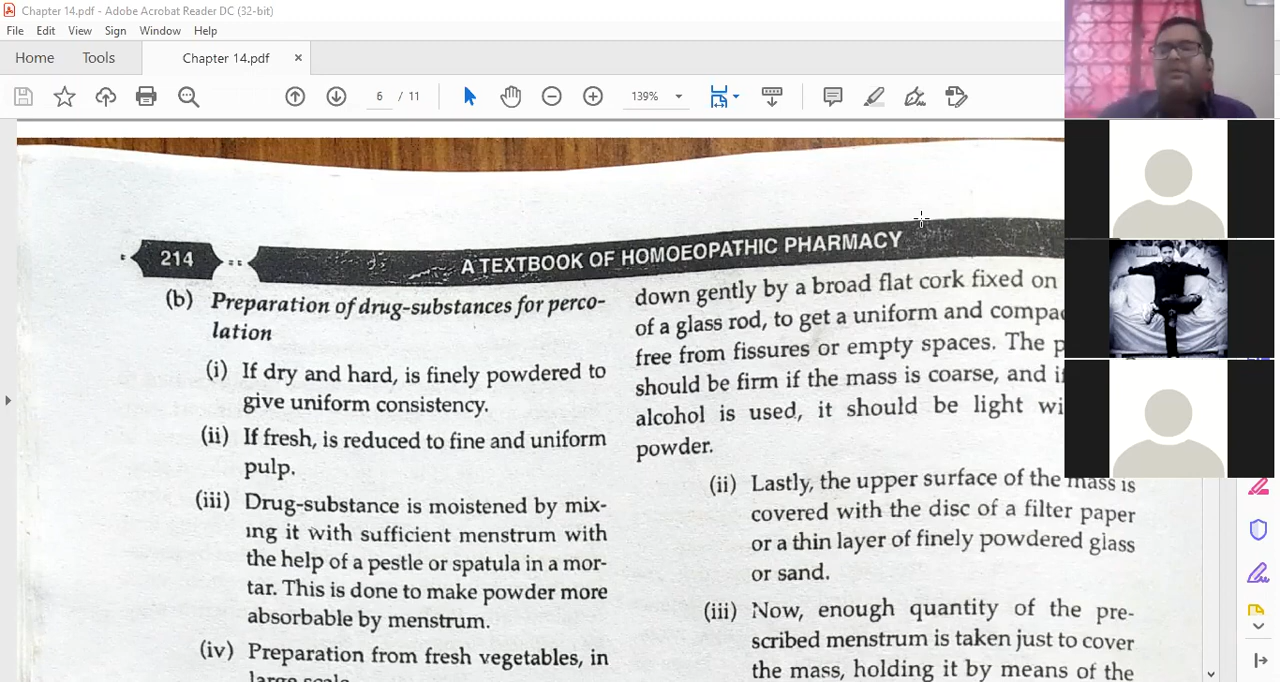 Chapter 14.pdf - Adobe Acrobat Reader DC (32-bit)
File Edit View Sign Window Help
Home Tools Chapter 14.pdf ×
6 / 11 139%
214
A TEXTBOOK OF HOMOEOPATHIC PHARMACY
(b) Preparation of drug-substances for perco-
lation
(i) If dry and hard, is finely powdered to
give uniform consistency.
(ii) If fresh, is reduced to fine and uniform
pulp.
(iii) Drug-substance is moistened by mix-
ing it with sufficient menstrum with
the help of a pestle or spatula in a mor-
tar. This is done to make powder more
absorbable by menstrum.
(iv) Preparation from fresh vegetables, in
large scale
down gently by a broad flat cork fixed on
of a glass rod, to get a uniform and compac
free from fissures or empty spaces. The p
should be firm if the mass is coarse, and if
alcohol is used, it should be light wi
powder.
(ii) Lastly, the upper surface of the mass is
covered with the disc of a filter paper
or a thin layer of finely powdered glass
or sand.
(iii) Now, enough quantity of the pre-
scribed menstrum is taken just to cover
the mass, holding it by means of the